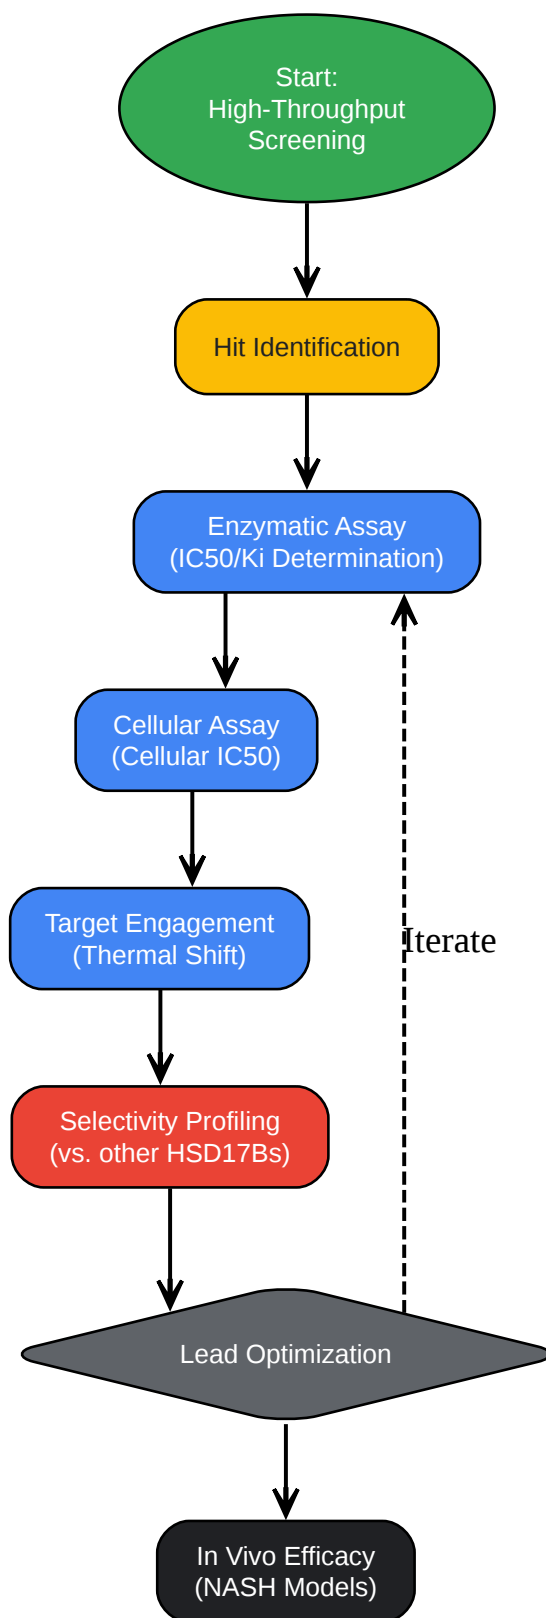 Start:
High-Throughput
Screening
Hit Identification
Enzymatic Assay
(IC50/Ki Determination)
Cellular Assay
(Cellular IC50)
Target Engagement
(Thermal Shift)
Iterate
Selectivity Profiling
(vs. other HSD17Bs)
Lead Optimization
In Vivo Efficacy
(NASH Models)